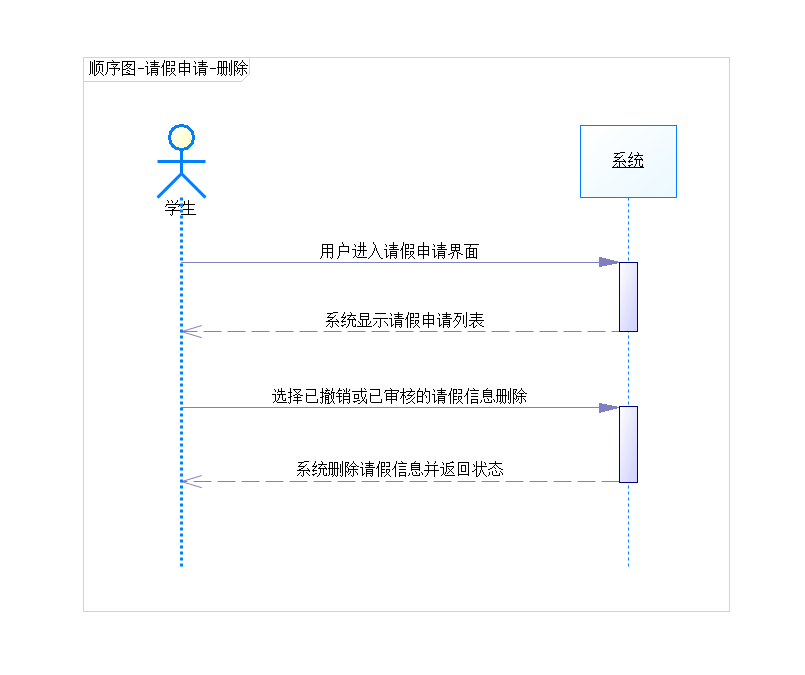 顺序图-请假申请-删除
系统
学生
用户进入请假申请界面
系统显示请假申请列表
选择已撤销或已审核的请假信息删除
系统删除请假信息并返回状态